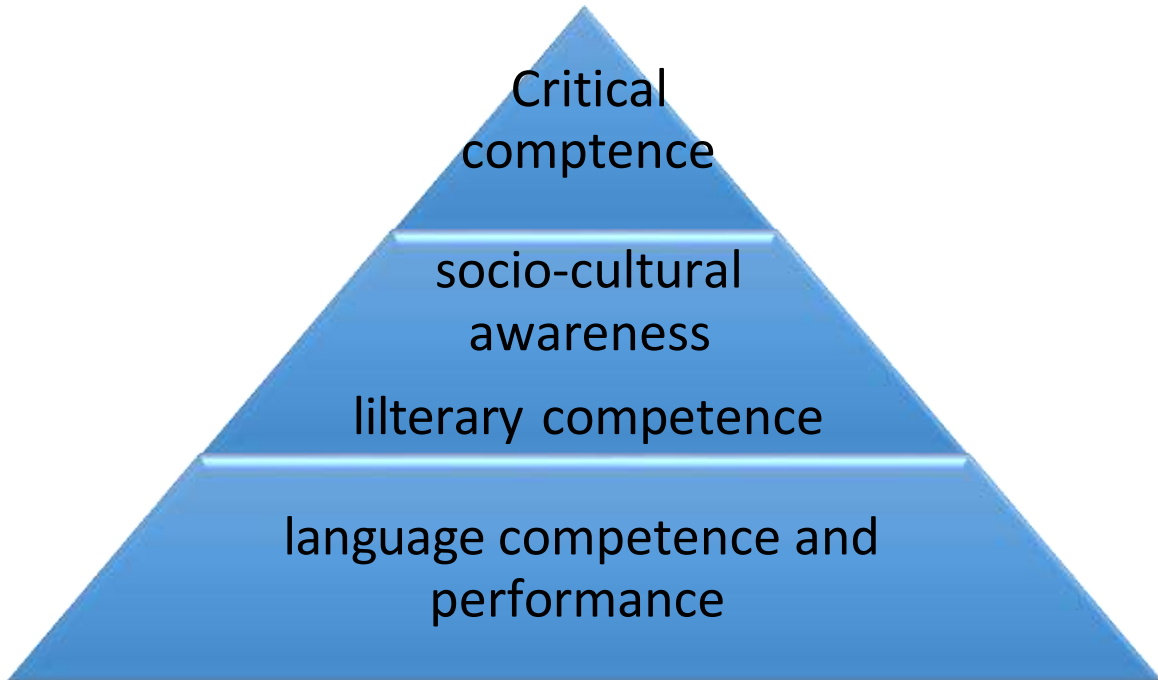 Critical
comptence
socio-cultural
awareness
lilterary competence
language competence and
performance